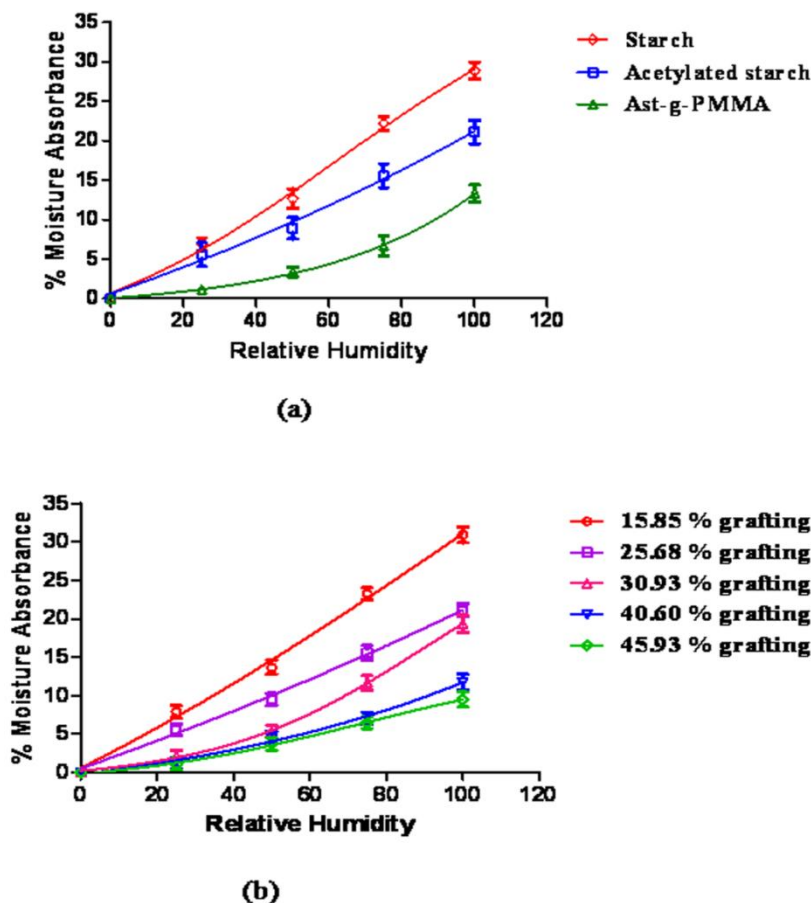 35
30
25
20
15
10
5
0
% Moisture Absorbance
0 20 40 60 80 100 120
Relative Humidity
Starch
Acetylated starch
Ast-g-PMMA
(a)
35
30
25
20
15
10
5
0
% Moisture Absorbance
0 20 40 60 80 100 120
Relative Humidity
15.85 % grafting
25.68 % grafting
30.93 % grafting
40.60 % grafting
45.93 % grafting
(b)